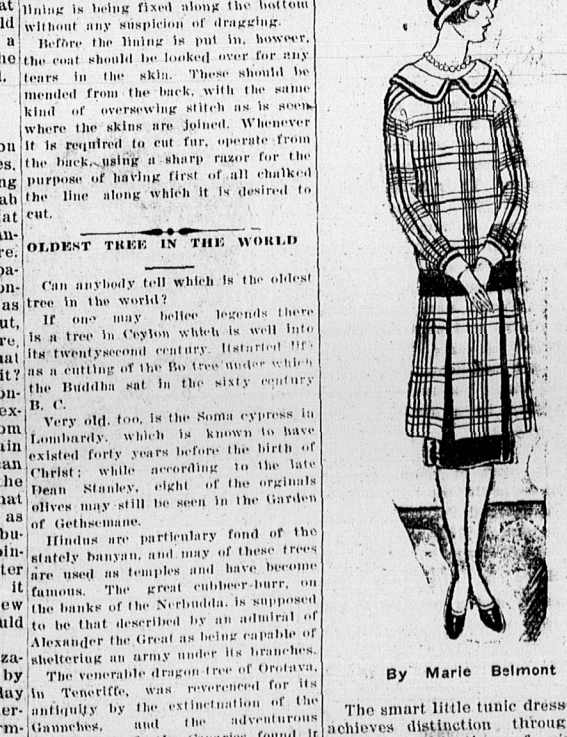 lining is being fixed along the bottom
without any suspicion of dragging.
Before the lining is put in, howeer,
the coat should be looked over for any
tears in the skin. These should be
mended from the back, with the same
kind of oversewing stitch as is seen
where the skins are joined. Whenever
it is required to cut fur, operate from
the back, using a sharp razor for the
purpose of having first of all chalked
the line along which it is desired to
cut.
OLDEST TREE IN THE WORLD
Can anybody tell which is the oldest
tree in the world?
If one may beliee legends there
is a tree in Ceylon which is well into
its twentysecond century. Itstarted
as a cutting of the Bo tree under which
the Buddha sat in the sixty century
B. C.
Very old, too, is the Soma cypress in
Lombardy, which is known to have
existed forty years before the birth of
Christ; while according to the late
Dean Stanley, eight of the orginals
olives may still be seen in the Garden
of Gethsemane.
Hindus are particulary fond of the
stately banyan, and may of these trees
are used as temples and have become
famous. The great cubbeer-burr, on
the banks of the Nerbudda, is supposed
to be that described by an admiral of
Alexander the Great as being capable of
sheltering an army under its branches.
The venerable dragon-tree of Orotava,
in Teneriffe, was reverenced for its
antiquity by the extinctnation of the
Gaunches, and the adventurous
found it
By Marie Belmont
The smart little tunic dress
achieves distinction throug